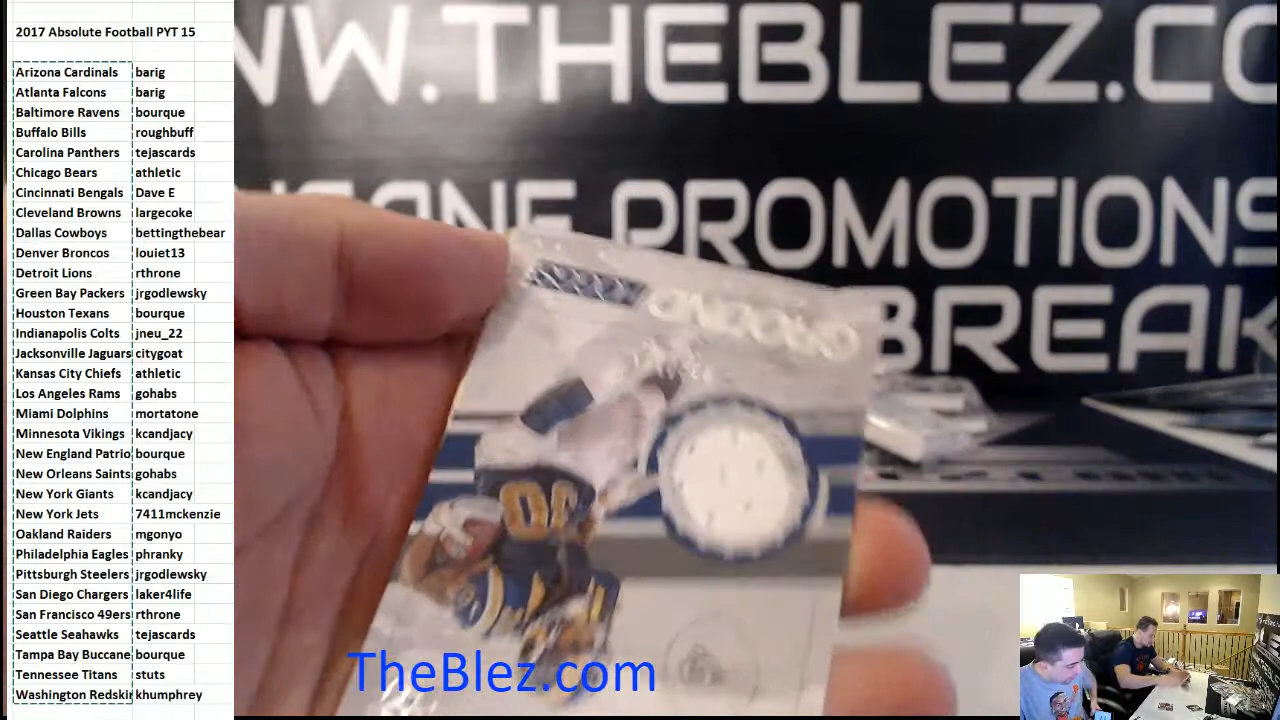 2017 Absolute Football PYT 15
Arizona Cardinals barig
Atlanta Falcons barig
Baltimore Ravens bourque
Buffalo Bills roughbuff
Carolina Panthers tejascards
Chicago Bears athletic
Cincinnati Bengals Dave E
Cleveland Browns largecoke
Dallas Cowboys bettingthebear
Denver Broncos louiet13
Detroit Lions rthrone
Green Bay Packers jrgodlewsky
Houston Texans bourque
Indianapolis Colts jneu_22
Jacksonville Jaguars citygoat
Kansas City Chiefs athletic
Los Angeles Rams gohabs
Miami Dolphins mortatone
Minnesota Vikings kcandjacy
New England Patrio bourque
New Orleans Saints gohabs
New York Giants kcandjacy
New York Jets 7411mckenzie
Oakland Raiders mgonyo
Philadelphia Eagles phranky
Pittsburgh Steelers jrgodlewsky
San Diego Chargers laker4life
San Francisco 49ers rthrone
Seattle Seahawks tejascards
Tampa Bay Buccane bourque
Tennessee Titans stuts
Washington Redskin khumphrey
WW.THEBLEZ.CO
SANE PROMOTIONS
BREAK
30
TheBlez.com